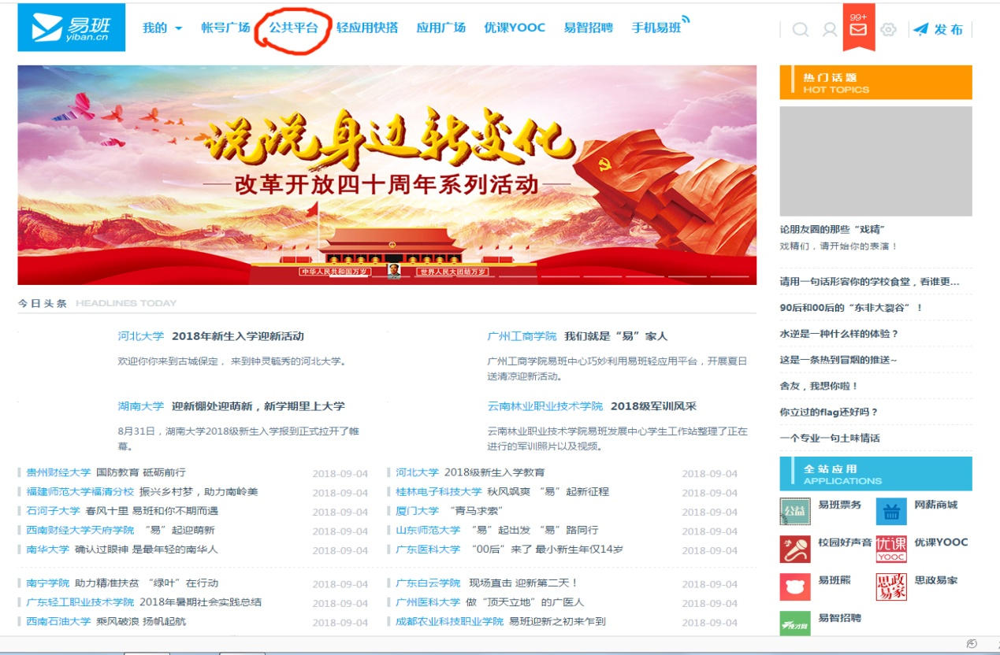 易班
yiban.cn
我的 帐号广场 公共平台 轻应用快搭 应用广场 优课YOOC 易智招聘 手机易班
99+
发布
说说身边新变化
改革开放四十周年系列活动
中华人民共和国万岁 世界人民大团结万岁
今日头条 HEADLINES TODAY
河北大学 2018年新生入学迎新活动
欢迎你你来到古城保定， 来到钟灵毓秀的河北大学。
广州工商学院 我们就是“易”家人
广州工商学院易班中心巧妙利用易班轻应用平台，开展夏日
送清凉迎新活动。
湖南大学 迎新棚处迎萌新，新学期里上大学
8月31日，湖南大学2018级新生入学报到正式拉开了帷
幕。
云南林业职业技术学院 2018级军训风采
云南林业职业技术学院易班发展中心学生工作站整理了正在
进行的军训照片以及视频。
贵州财经大学 国防教育 砥砺前行 2018-09-04
福建师范大学福清分校 振兴乡村梦，助力南岭美 2018-09-04
石河子大学 春风十里 易班和你不期而遇 2018-09-04
西南财经大学天府学院 “易”起迎萌新 2018-09-04
南华大学 确认过眼神 是最年轻的南华人 2018-09-04
河北大学 2018级新生入学教育 2018-09-04
桂林电子科技大学 秋风飒爽 “易”起新征程 2018-09-04
厦门大学 “青马求索” 2018-09-04
山东师范大学 “易”起出发 “易”路同行 2018-09-04
广东医科大学 “00后”来了 最小新生年仅14岁 2018-09-04
南宁学院 助力精准扶贫 “绿叶”在行动 2018-09-04
广东轻工职业技术学院 2018年暑期社会实践总结 2018-09-04
西南石油大学 乘风破浪 扬帆起航 2018-09-04
广东白云学院 现场直击 迎新第二天！ 2018-09-04
广州医科大学 做“顶天立地”的广医人 2018-09-04
成都农业科技职业学院 易班迎新之初来乍到 2018-09-04
热门话题
HOT TOPICS
论朋友圈的那些“戏精”
戏精们，请开始你的表演！
请用一句话形容你的学校食堂，看谁更...
90后和00后的“东非大裂谷”！
水逆是一种什么样的体验？
这是一条热到冒烟的推送~
舍友，我想你啦！
你立过的flag还好吗？
一个专业一句土味情话
全站应用
APPLICATIONS
公益 易班票务 网薪商城
校园好声音 优课 YOOC 优课YOOC
易班熊 思政易家 思政易家
易智招聘